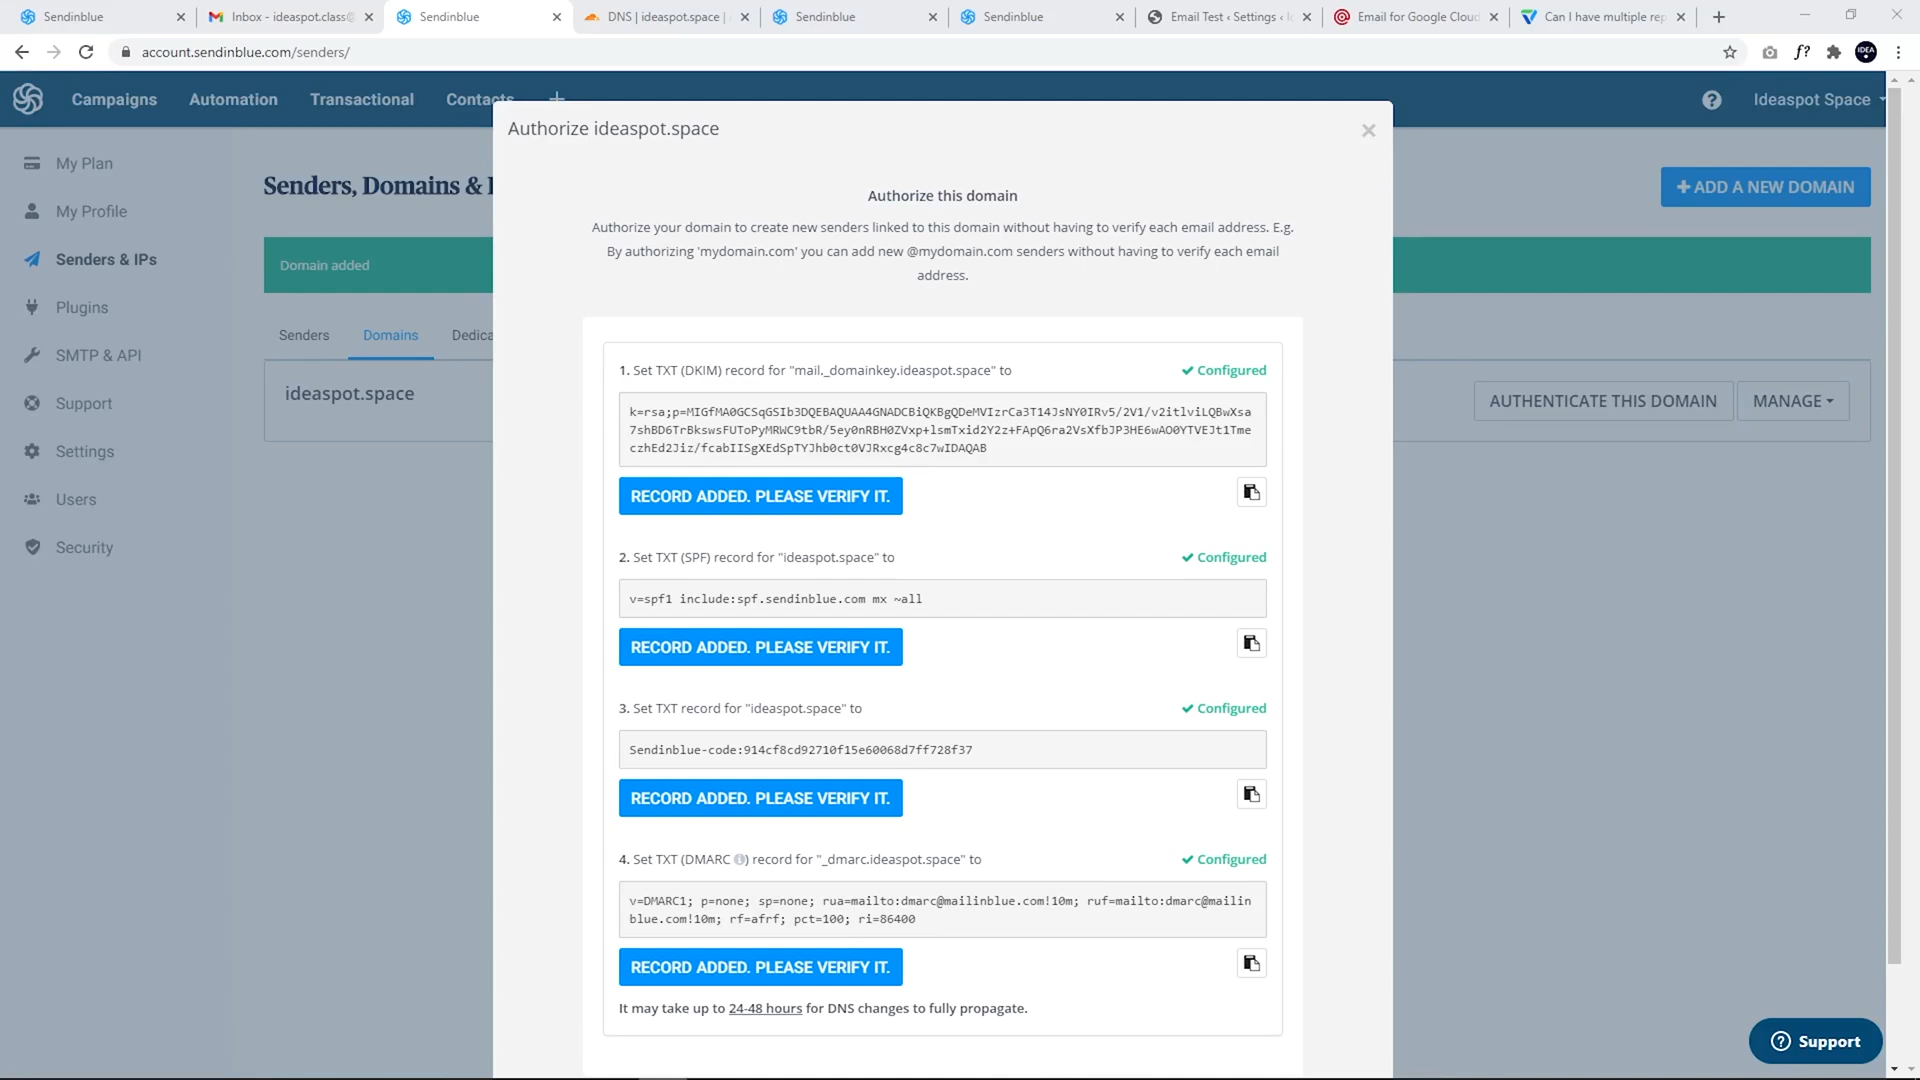 Sendinblue
Inbox - ideaspot.class@
Sendinblue
DNS | ideaspot.space |
Sendinblue
Sendinblue
Email Test ‹ Settings ‹
Email for Google Cloud
Can I have multiple rep
account.sendinblue.com/senders/
f?
IDEA
Campaigns
Automation
Transactional
Contacts
Ideaspot Space
My Plan
My Profile
Senders & IPs
Plugins
SMTP & API
Support
Settings
Users
Security
Senders, Domains &
ADD A NEW DOMAIN
Domain added
Senders
Domains
Dedica
ideaspot.space
AUTHENTICATE THIS DOMAIN
MANAGE
Authorize ideaspot.space
Authorize this domain
Authorize your domain to create new senders linked to this domain without having to verify each email address. E.g.
By authorizing 'mydomain.com' you can add new @mydomain.com senders without having to verify each email
address.
1. Set TXT (DKIM) record for "mail._domainkey.ideaspot.space" to
Configured
k=rsa;p=MIGfMA0GCSqGSIb3DQEBAQUAA4GNADCBiQKBgQDeMVIzrCa3T14JsNY0IRv5/2V1/v2itlviLQBwXsa
7shBD6TrBkswsFUToPyMRWC9tbR/5ey0nRBH0ZVxp+lsmTxid2Y2z+FApQ6ra2VsXfbJP3HE6wAO0YTVEJt1Tme
czhEd2Jiz/fcabIISgXEdSpTYJhb0ct0VJRxcg4c8c7wIDAQAB
RECORD ADDED. PLEASE VERIFY IT.
2. Set TXT (SPF) record for "ideaspot.space" to
Configured
v=spf1 include:spf.sendinblue.com mx ~all
RECORD ADDED. PLEASE VERIFY IT.
3. Set TXT record for "ideaspot.space" to
Configured
Sendinblue-code:914cf8cd92710f15e60068d7ff728f37
RECORD ADDED. PLEASE VERIFY IT.
4. Set TXT (DMARC ) record for "_dmarc.ideaspot.space" to
Configured
v=DMARC1; p=none; sp=none; rua=mailto:dmarc@mailinblue.com!10m; ruf=mailto:dmarc@mailin
blue.com!10m; rf=afrf; pct=100; ri=86400
RECORD ADDED. PLEASE VERIFY IT.
It may take up to 24-48 hours for DNS changes to fully propagate.
Support